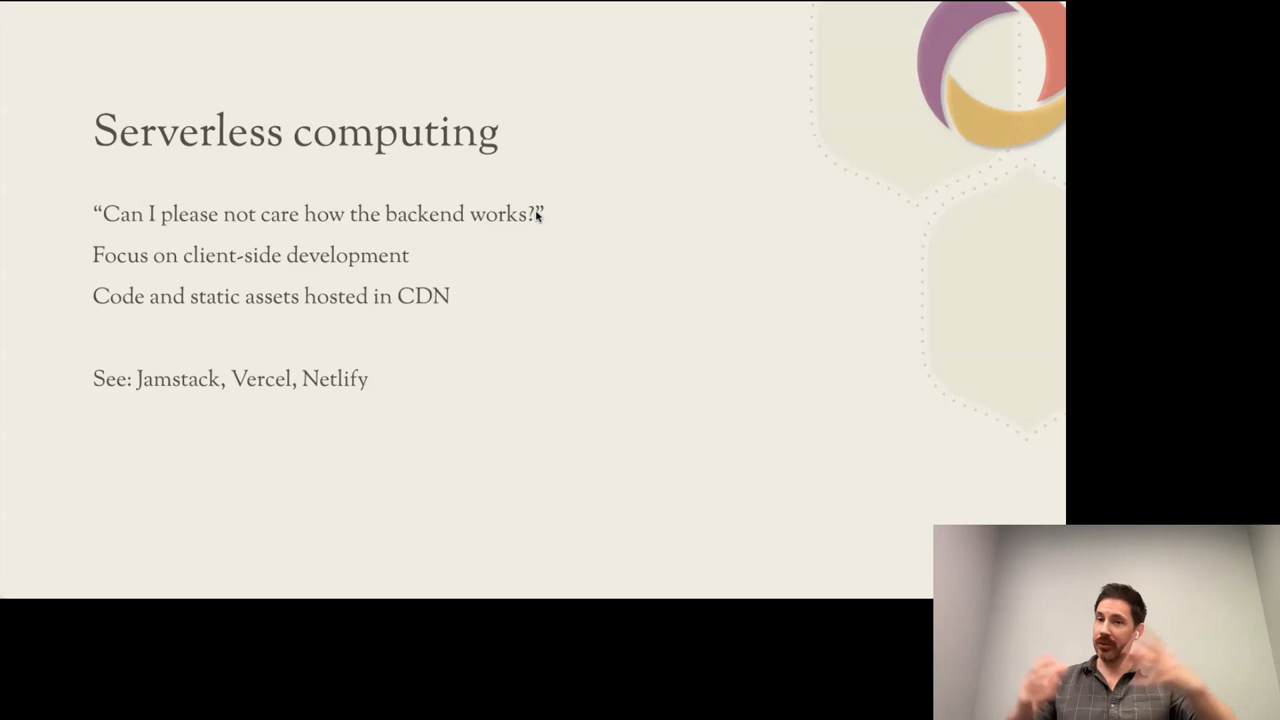 Serverless computing
“Can I please not care how the backend works?”
Focus on client-side development
Code and static assets hosted in CDN
See: Jamstack, Vercel, Netlify